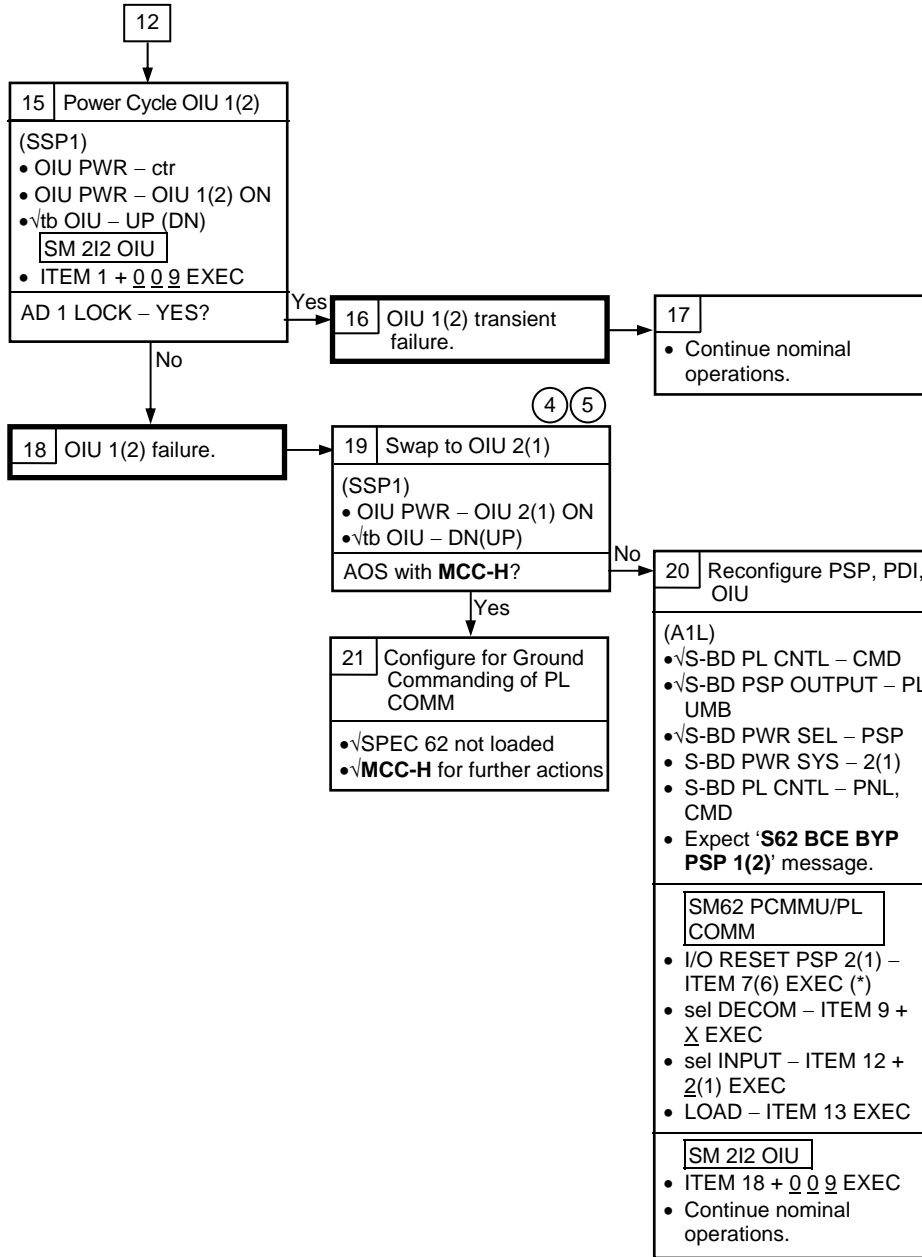 12
15 Power Cycle OIU 1(2)
(SSP1)
• OIU PWR – ctr
• OIU PWR – OIU 1(2) ON
•√tb OIU – UP (DN)
SM 2I2 OIU
• ITEM 1 + 0 0 9 EXEC
AD 1 LOCK – YES?
Yes
No
16 OIU 1(2) transient
failure.
17
• Continue nominal
operations.
18 OIU 1(2) failure.
4 5
19 Swap to OIU 2(1)
(SSP1)
• OIU PWR – OIU 2(1) ON
•√tb OIU – DN(UP)
AOS with MCC-H?
No
Yes
20 Reconfigure PSP, PDI,
OIU
(A1L)
•√S-BD PL CNTL – CMD
•√S-BD PSP OUTPUT – PL
UMB
•√S-BD PWR SEL – PSP
• S-BD PWR SYS – 2(1)
• S-BD PL CNTL – PNL,
CMD
• Expect ‘S62 BCE BYP
PSP 1(2)’ message.
SM62 PCMMU/PL
COMM
• I/O RESET PSP 2(1) –
ITEM 7(6) EXEC (*)
• sel DECOM – ITEM 9 +
X EXEC
• sel INPUT – ITEM 12 +
2(1) EXEC
• LOAD – ITEM 13 EXEC
SM 2I2 OIU
• ITEM 18 + 0 0 9 EXEC
• Continue nominal
operations.
21 Configure for Ground
Commanding of PL
COMM
•√SPEC 62 not loaded
•√MCC-H for further actions